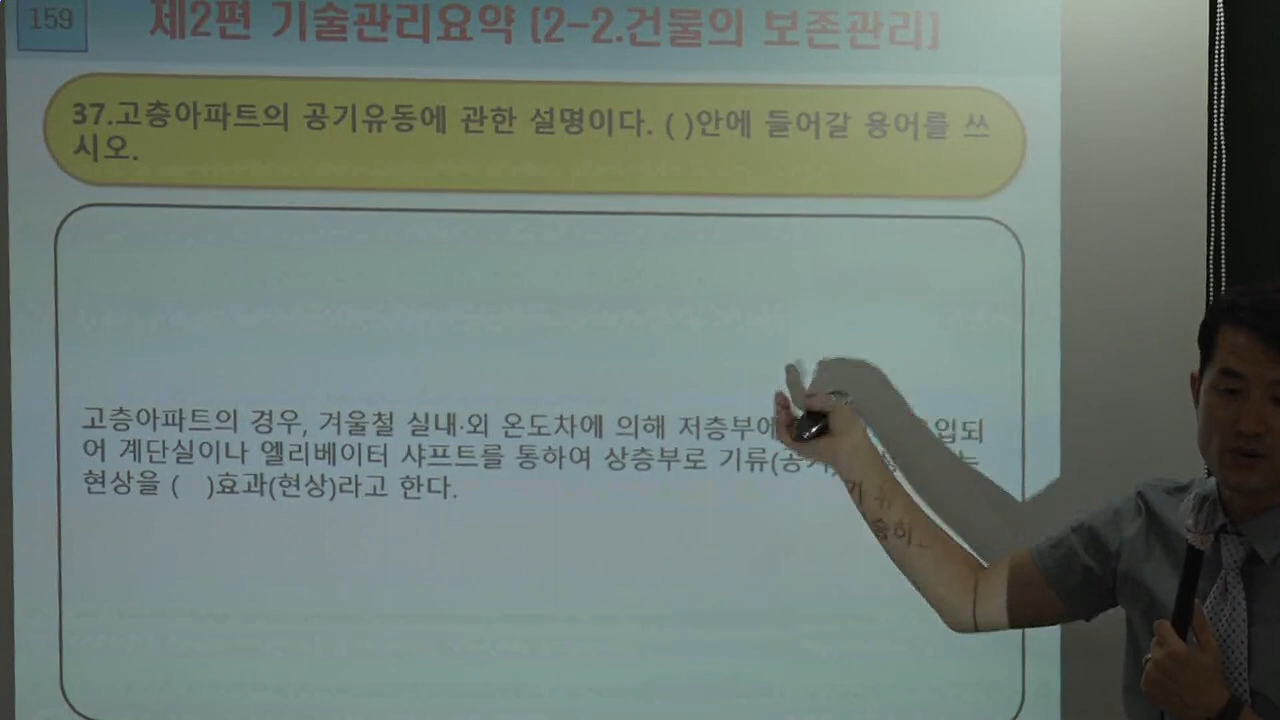 159
제2편 기술관리요약 [2-2.건물의 보존관리]
37.고층아파트의 공기유동에 관한 설명이다. ( )안에 들어갈 용어를 쓰
시오.
고층아파트의 경우, 겨울철 실내·외 온도차에 의해 저층부에
어 계단실이나 엘리베이터 샤프트를 통하여 상층부로 기류(공기
현상을 ( )효과(현상)라고 한다.